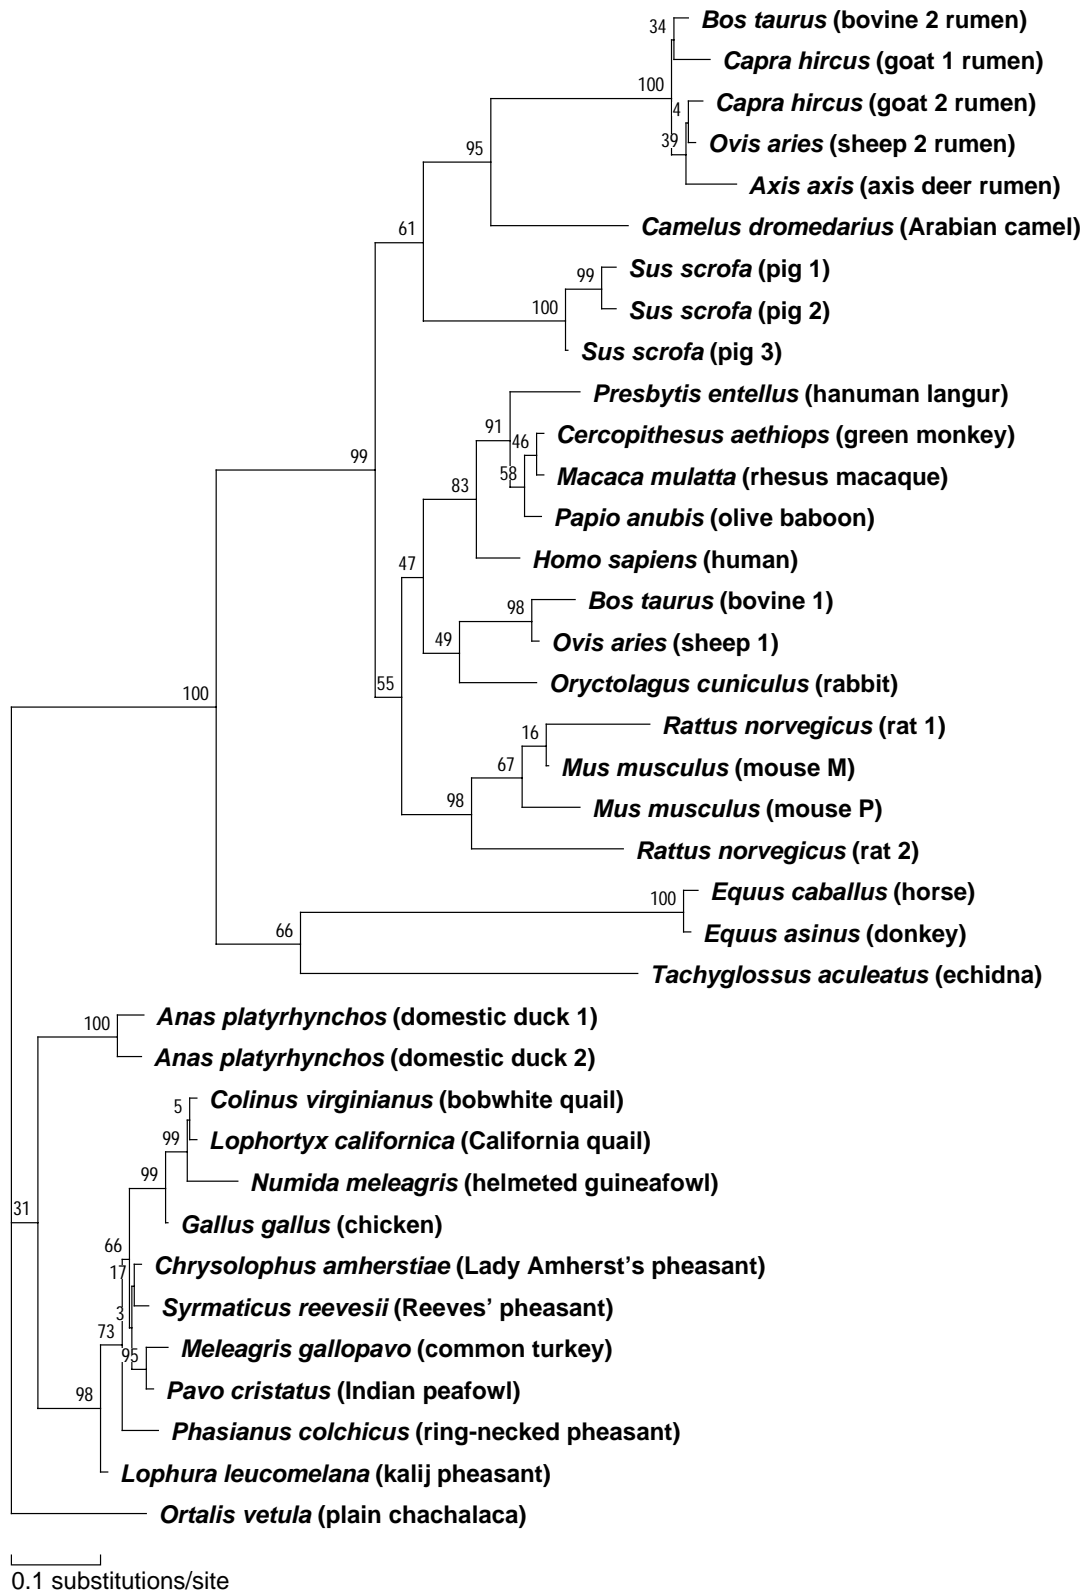 34
Bos taurus (bovine 2 rumen)
Capra hircus (goat 1 rumen)
100
Capra hircus (goat 2 rumen)
4
39
Ovis aries (sheep 2 rumen)
95
Axis axis (axis deer rumen)
61
Camelus dromedarius (Arabian camel)
99
Sus scrofa (pig 1)
100
Sus scrofa (pig 2)
Sus scrofa (pig 3)
Presbytis entellus (hanuman langur)
91
46
Cercopithesus aethiops (green monkey)
99
58
Macaca mulatta (rhesus macaque)
83
Papio anubis (olive baboon)
47
Homo sapiens (human)
98
Bos taurus (bovine 1)
49
Ovis aries (sheep 1)
55
Oryctolagus cuniculus (rabbit)
100
16
Rattus norvegicus (rat 1)
67
Mus musculus (mouse M)
98
Mus musculus (mouse P)
Rattus norvegicus (rat 2)
100
Equus caballus (horse)
66
Equus asinus (donkey)
Tachyglossus aculeatus (echidna)
100
Anas platyrhynchos (domestic duck 1)
Anas platyrhynchos (domestic duck 2)
5
Colinus virginianus (bobwhite quail)
99
Lophortyx californica (California quail)
99
Numida meleagris (helmeted guineafowl)
31
Gallus gallus (chicken)
66
17
Chrysolophus amherstiae (Lady Amherst's pheasant)
3
Syrmaticus reevesii (Reeves' pheasant)
73
95
Meleagris gallopavo (common turkey)
98
Pavo cristatus (Indian peafowl)
Phasianus colchicus (ring-necked pheasant)
Lophura leucomelana (kalij pheasant)
Ortalis vetula (plain chachalaca)
0.1 substitutions/site